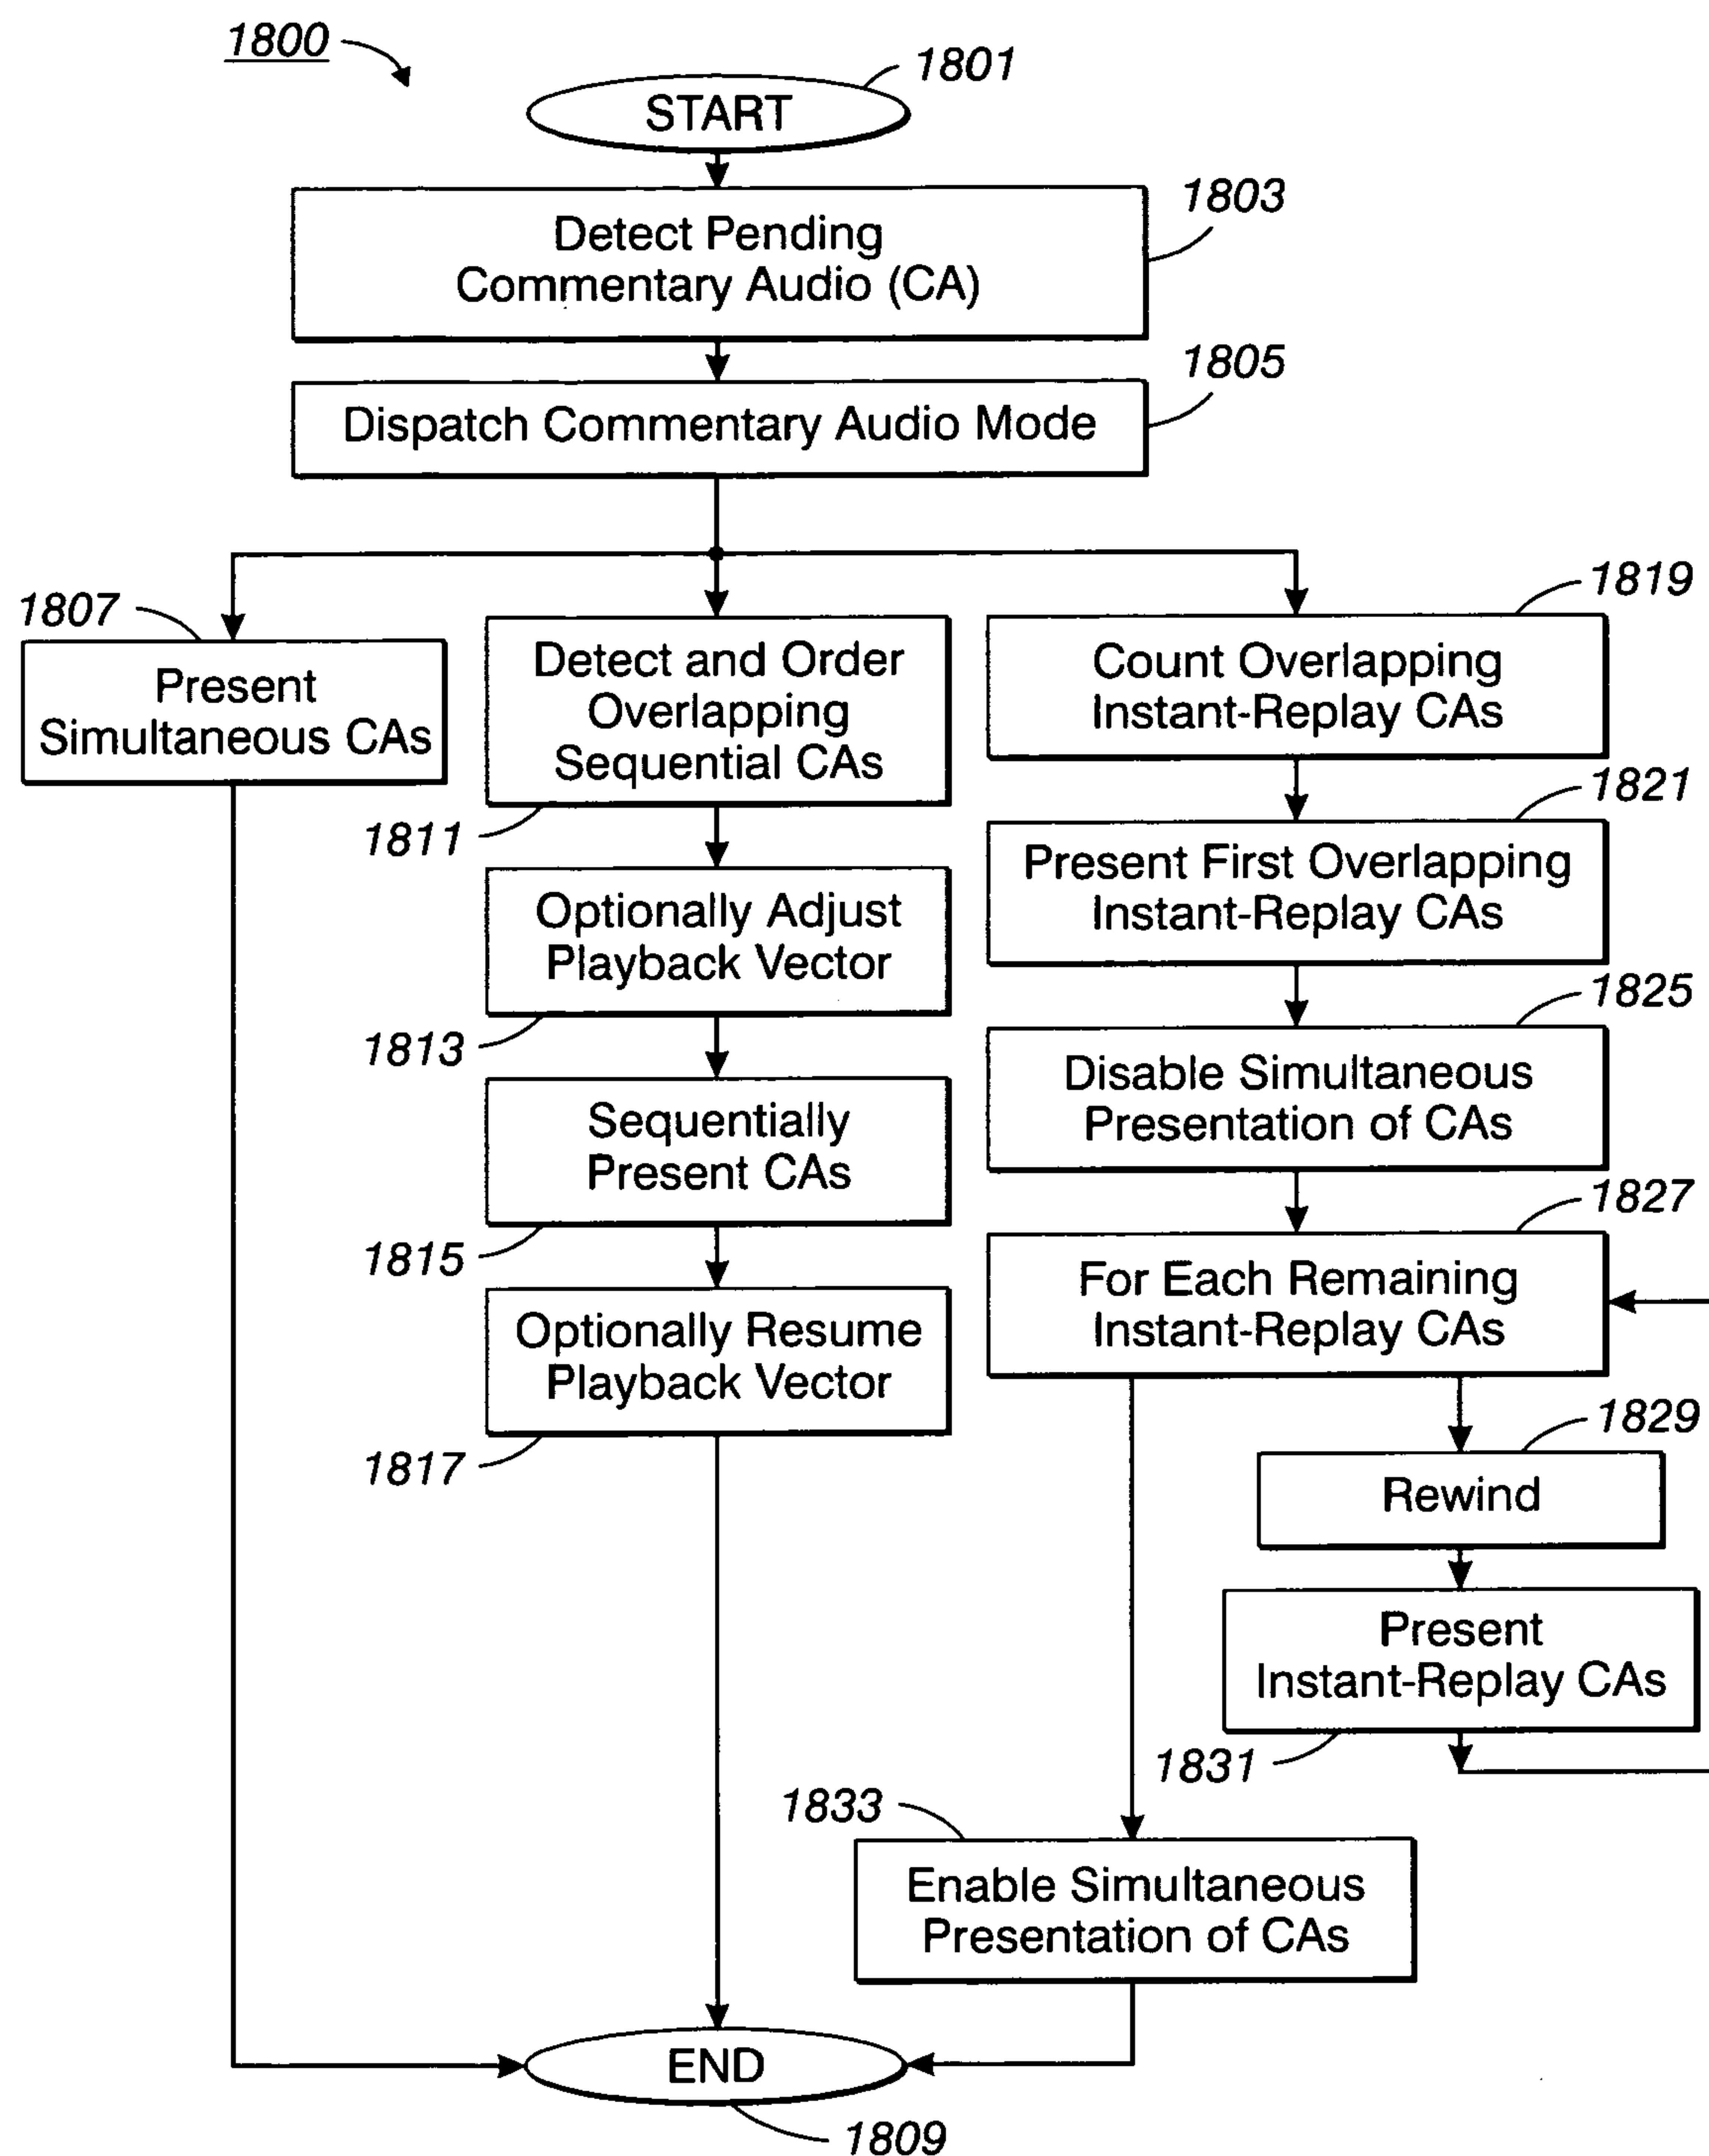 1800
1801
START
1803
Detect Pending
Commentary Audio (CA)
1805
Dispatch Commentary Audio Mode
1807
Present
Simultaneous CAs
Detect and Order
Overlapping
Sequential CAs
1811
Optionally Adjust
Playback Vector
1813
Sequentially
Present CAs
1815
Optionally Resume
Playback Vector
1817
1819
Count Overlapping
Instant-Replay CAs
1821
Present First Overlapping
Instant-Replay CAs
1825
Disable Simultaneous
Presentation of CAs
1827
For Each Remaining
Instant-Replay CAs
1829
Rewind
Present
Instant-Replay CAs
1831
1833
Enable Simultaneous
Presentation of CAs
END
1809